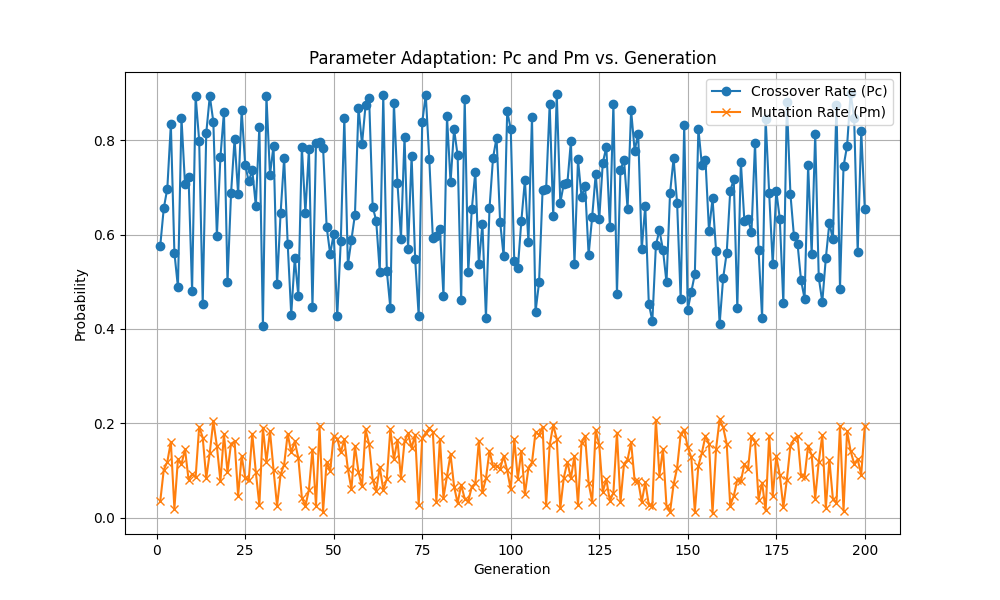 Parameter Adaptation: Pc and Pm vs. Generation
Crossover Rate (Pc)
Mutation Rate (Pm)
Probability
0.8
0.6
0.4
0.2
0.0
0 25 50 75 100 125 150 175 200
Generation